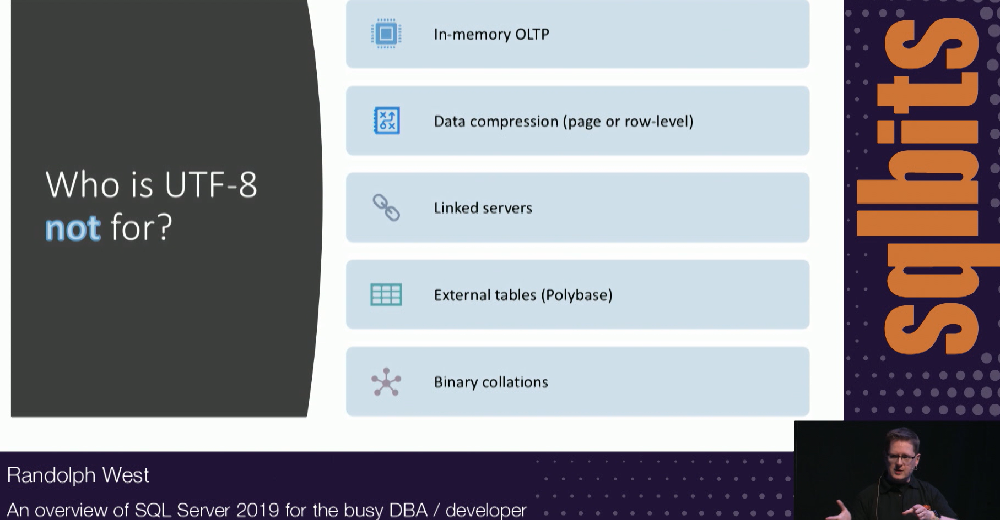 Who is UTF-8
not for?
In-memory OLTP
Data compression (page or row-level)
Linked servers
External tables (Polybase)
Binary collations
sqlbits
Randolph West
An overview of SQL Server 2019 for the busy DBA / developer